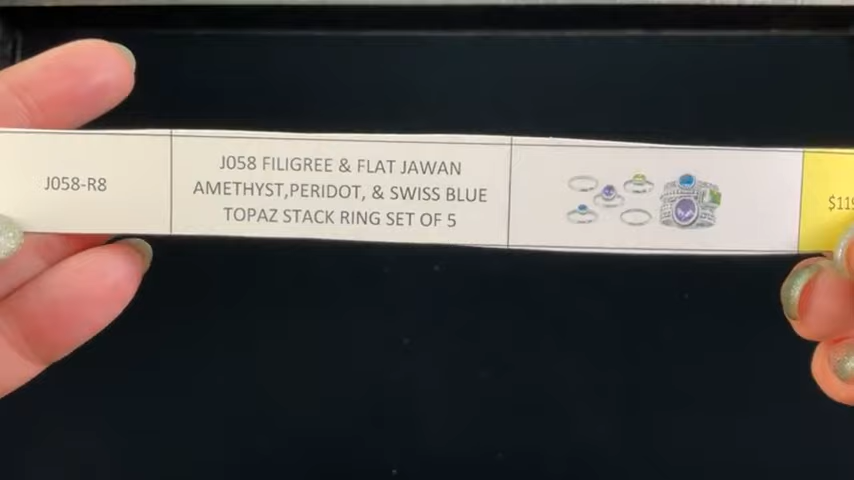 J058-R8
J058 FILIGREE & FLAT JAWAN
AMETHYST,PERIDOT, & SWISS BLUE
TOPAZ STACK RING SET OF 5